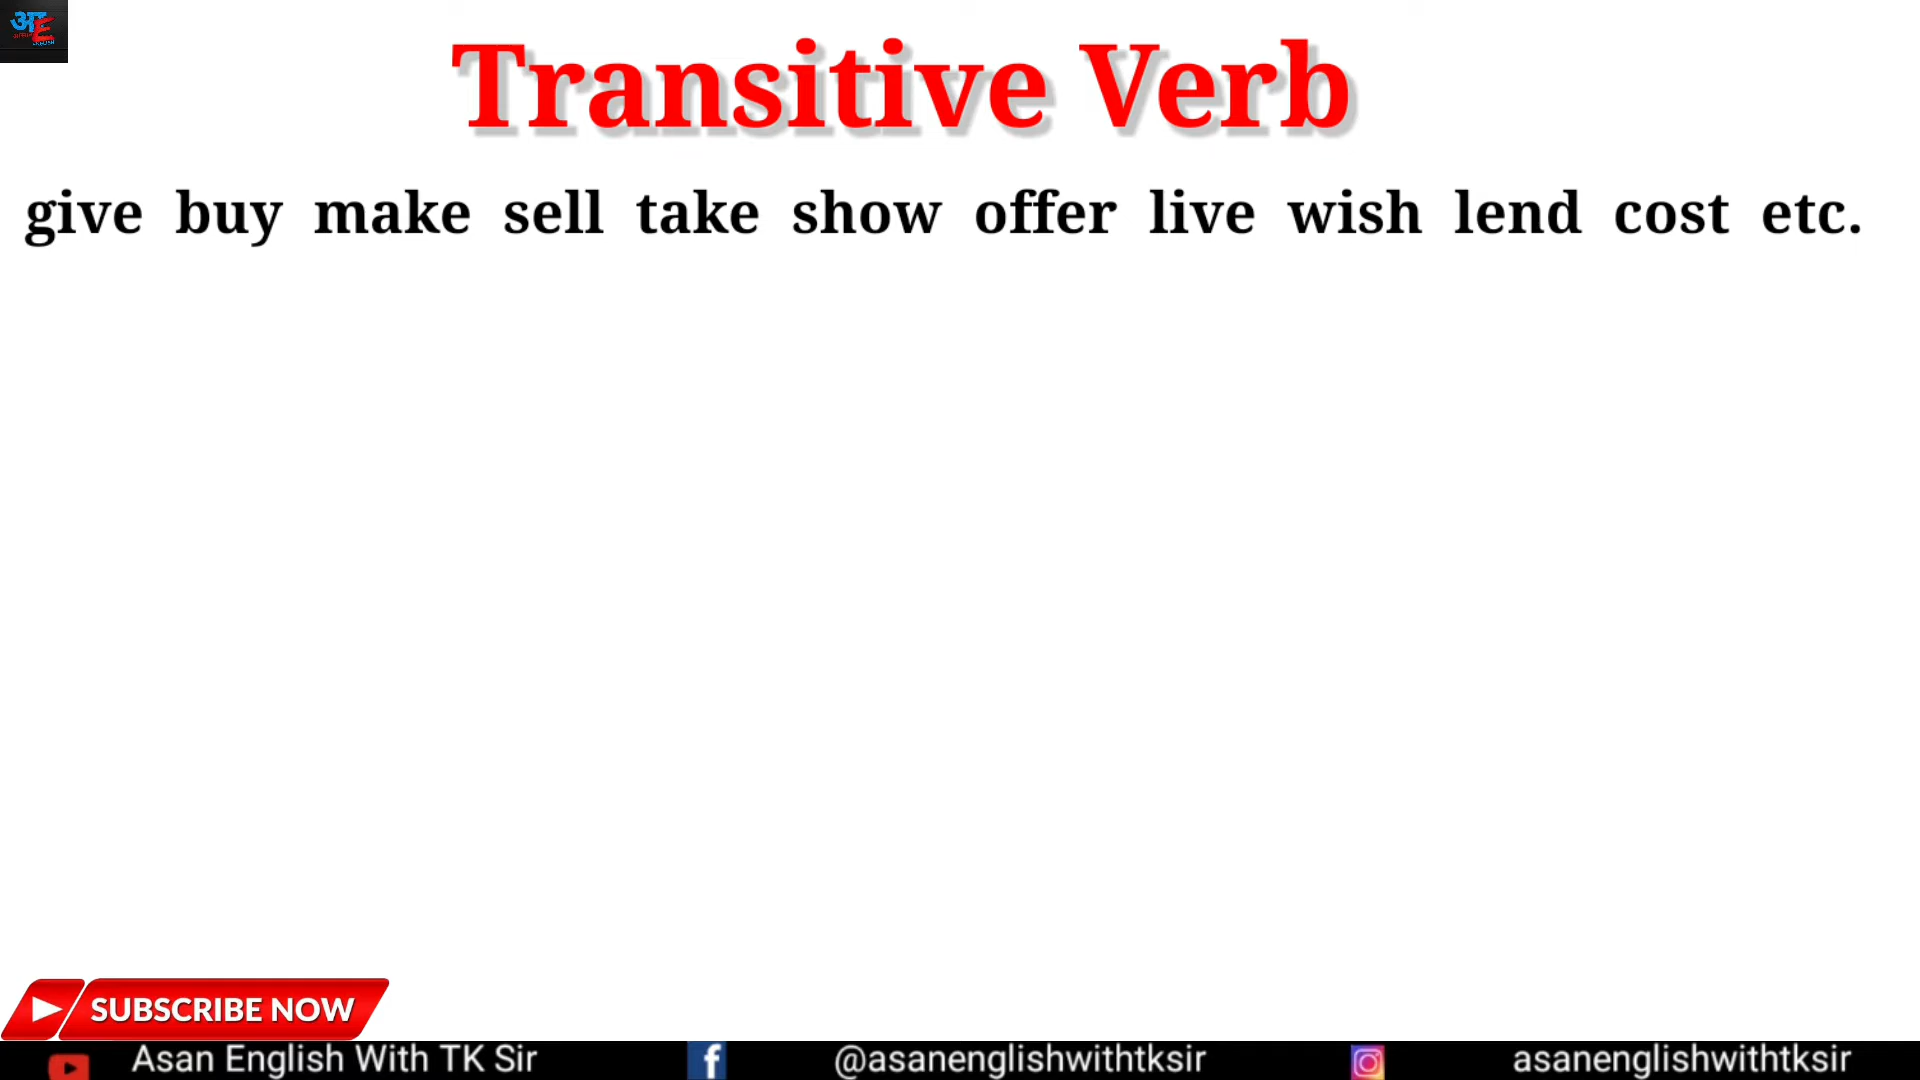 Transitive Verb
give buy make sell take show offer live wish lend cost etc.
SUBSCRIBE NOW
Asan English With TK Sir @asanenglishwithtksir asanenglishwithtksir